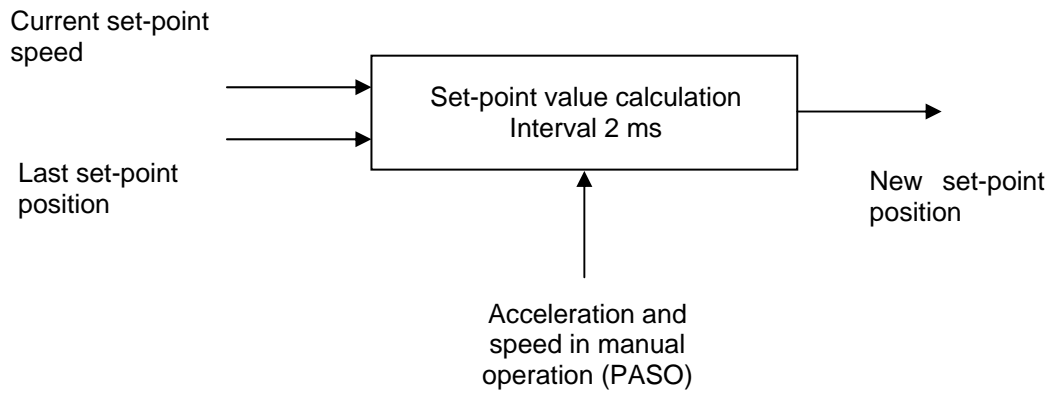 Current set-point
speed
Set-point value calculation
Interval 2 ms
Last set-point
position
New set-point
position
Acceleration and
speed in manual
operation (PASO)